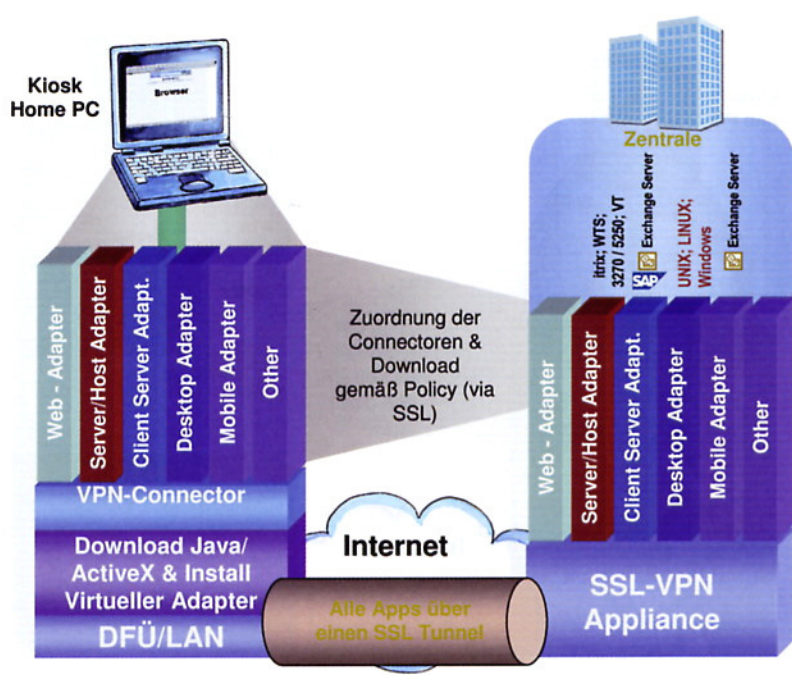 Kiosk
Home PC
Browser
Zentrale
itrix; WTS;
3270 / 5250; VT
SAP
Exchange Server
UNIX; LINUX;
Windows
Exchange Server
Web - Adapter
Server/Host Adapter
Client Server Adapt.
Desktop Adapter
Mobile Adapter
Other
Zuordnung der
Connectoren &
Download
gemäß Policy (via
SSL)
Web - Adapter
Server/Host Adapter
Client Server Adapt.
Desktop Adapter
Mobile Adapter
Other
VPN-Connector
Download Java/
ActiveX & Install
Virtueller Adapter
DFÜ/LAN
Internet
Alle Apps über
einen SSL Tunnel
SSL-VPN
Appliance